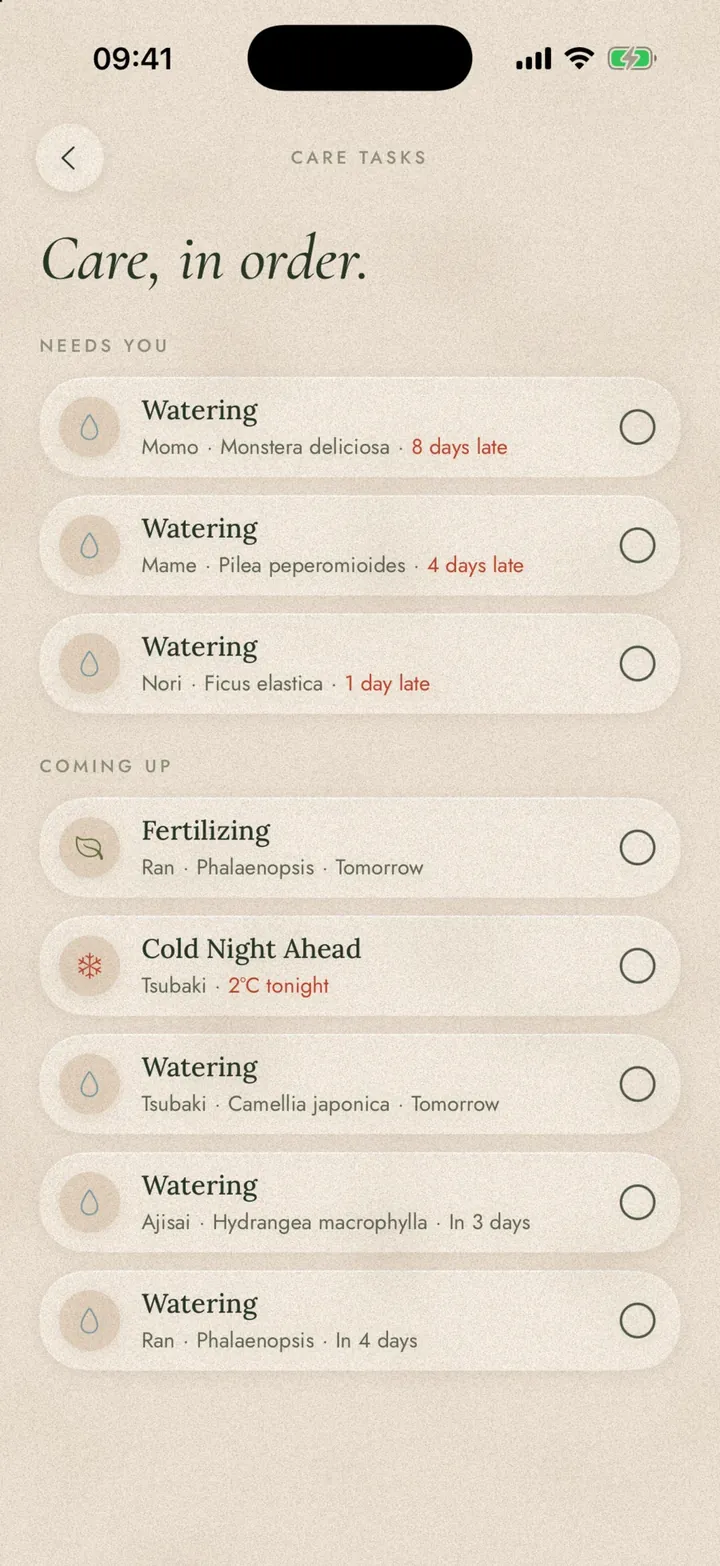 09:41
CARE TASKS
Care, in order.
NEEDS YOU
Watering
Momo · Monstera deliciosa · 8 days late
Watering
Mame · Pilea peperomioides · 4 days late
Watering
Nori · Ficus elastica · 1 day late
COMING UP
Fertilizing
Ran · Phalaenopsis · Tomorrow
Cold Night Ahead
Tsubaki · 2°C tonight
Watering
Tsubaki · Camellia japonica · Tomorrow
Watering
Ajisai · Hydrangea macrophylla · In 3 days
Watering
Ran · Phalaenopsis · In 4 days